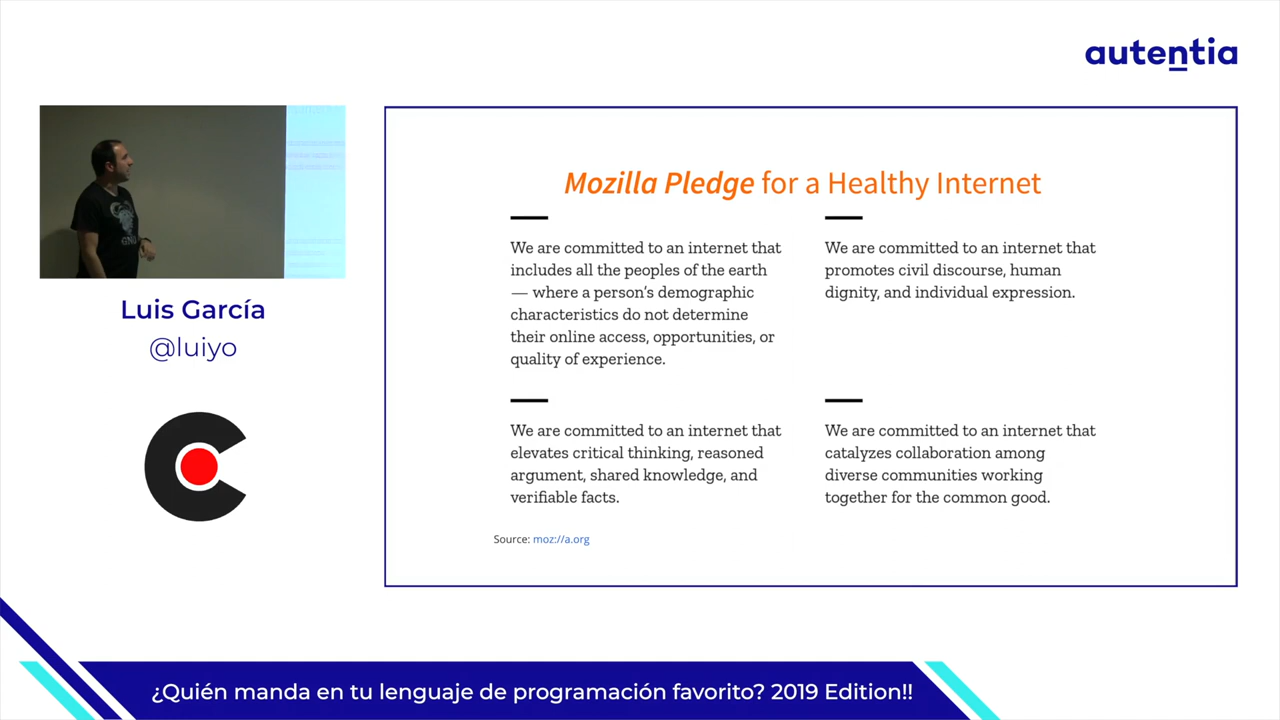 autentia
Mozilla Pledge for a Healthy Internet
We are committed to an internet that
includes all the peoples of the earth
— where a person’s demographic
characteristics do not determine
their online access, opportunities, or
quality of experience.
We are committed to an internet that
promotes civil discourse, human
dignity, and individual expression.
We are committed to an internet that
elevates critical thinking, reasoned
argument, shared knowledge, and
verifiable facts.
We are committed to an internet that
catalyzes collaboration among
diverse communities working
together for the common good.
Source: moz://a.org
Luis García
@luiyo
¿Quién manda en tu lenguaje de programación favorito? 2019 Edition!!